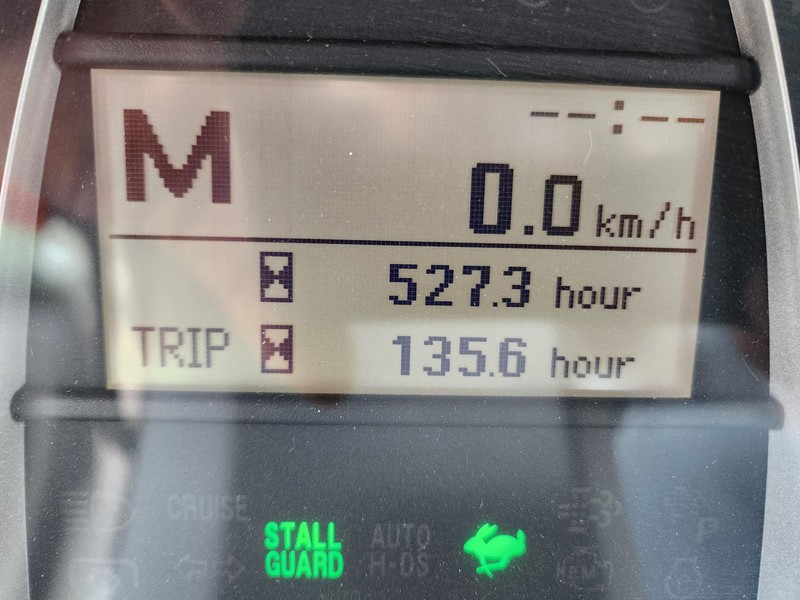 M
--:--
0.0 km/h
527.3 hour
TRIP 135.6 hour
CRUISE
STALL GUARD
AUTO H-DS